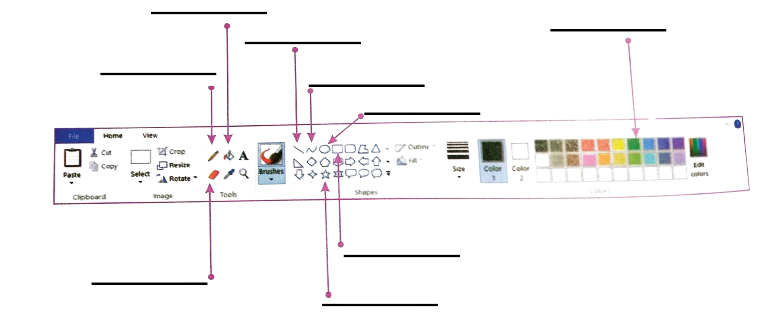 File Home View
Cut
Copy
Paste
Clipboard
Crop
Resize
Rotate
Select
Image
A
Tools
Brushes
Outline
Fill
Shapes
Size
Color 1
Color 2
Colors
Edit colors